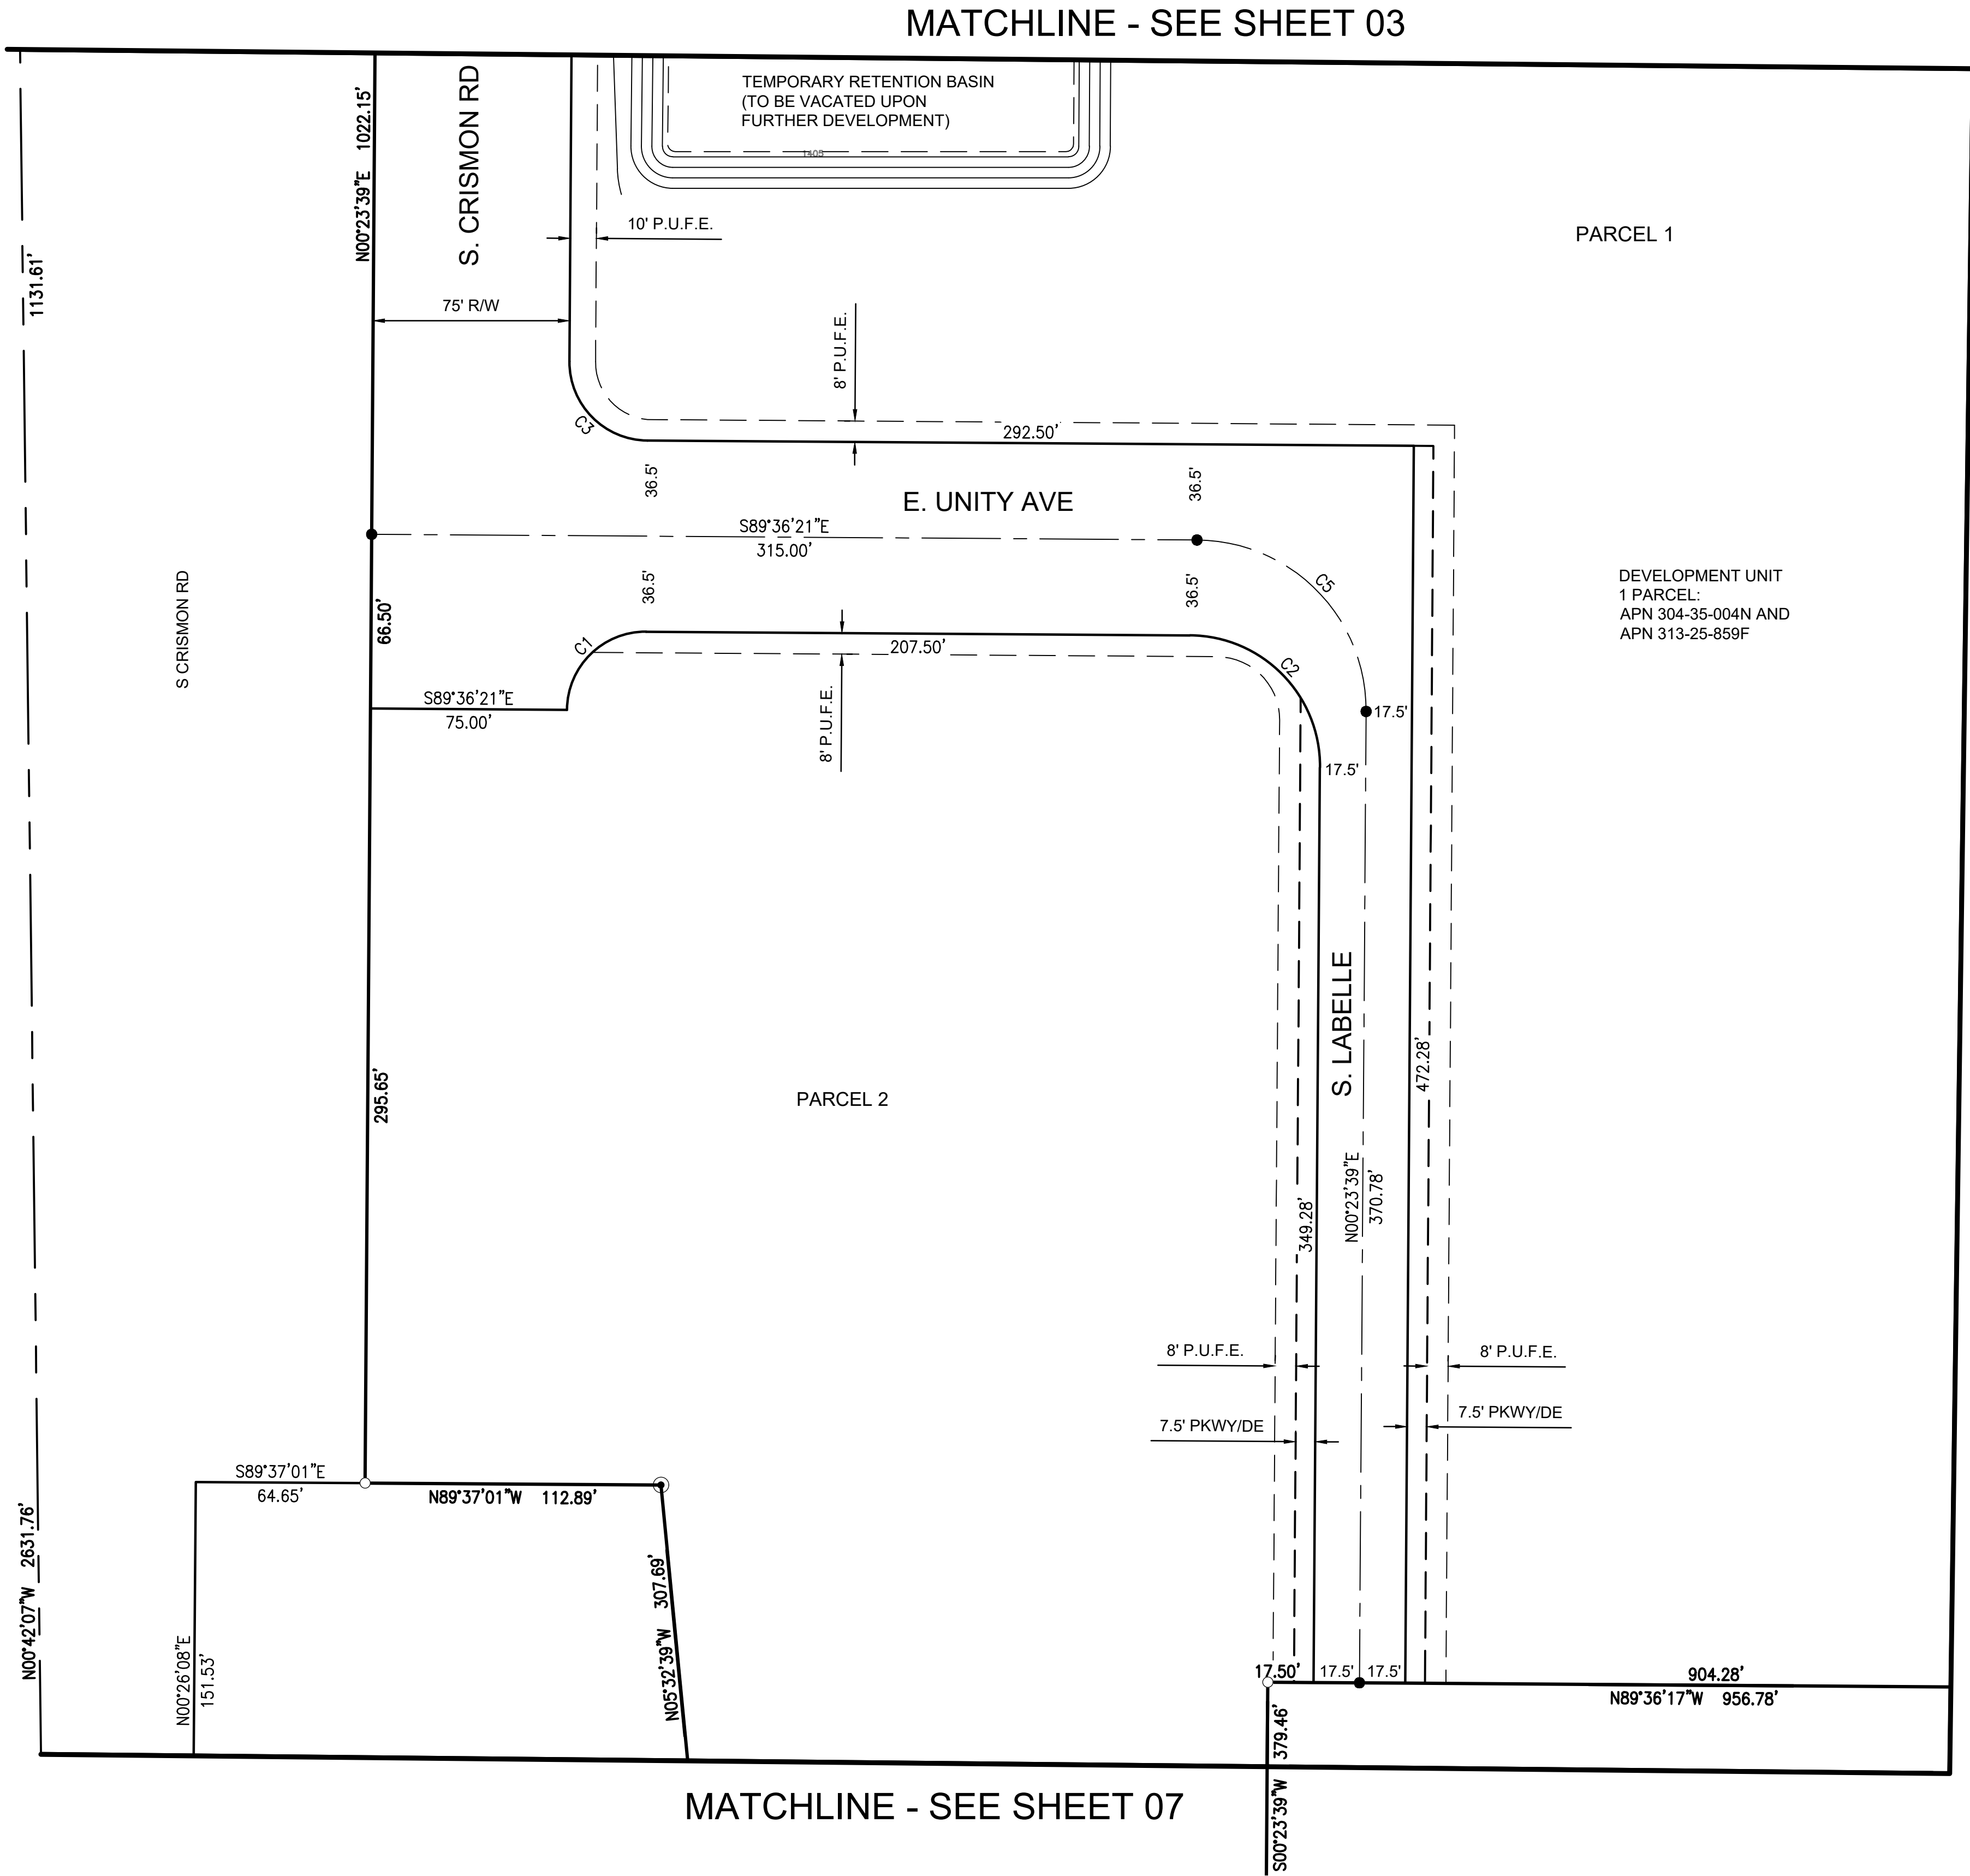 MATCHLINE - SEE SHEET 03
TEMPORARY RETENTION BASIN
(TO BE VACATED UPON
FURTHER DEVELOPMENT)
1405
N00°23'39"E 1022.15'
S. CRISMON RD
10' P.U.F.E.
PARCEL 1
1131.61'
75' R/W
8' P.U.F.E.
C3
292.50'
36.5'
36.5'
E. UNITY AVE
S89°36'21"E
315.00'
S CRISMON RD
66.50'
36.5'
36.5'
C5
DEVELOPMENT UNIT
1 PARCEL:
APN 304-35-004N AND
APN 313-25-859F
C1
207.50'
C2
S89°36'21"E
75.00'
8' P.U.F.E.
17.5'
17.5'
S. LABELLE
472.28'
295.65'
PARCEL 2
349.28'
N00°23'39"E
370.78'
8' P.U.F.E.
8' P.U.F.E.
7.5' PKWY/DE
7.5' PKWY/DE
S89°37'01"E
64.65'
N89°37'01"W 112.89'
N00°42'07"W 2631.76'
N00°26'08"E
151.53'
N05°32'39"W 307.69'
17.50'
17.5'
17.5'
904.28'
N89°36'17"W 956.78'
S00°23'39"W 379.46'
MATCHLINE - SEE SHEET 07